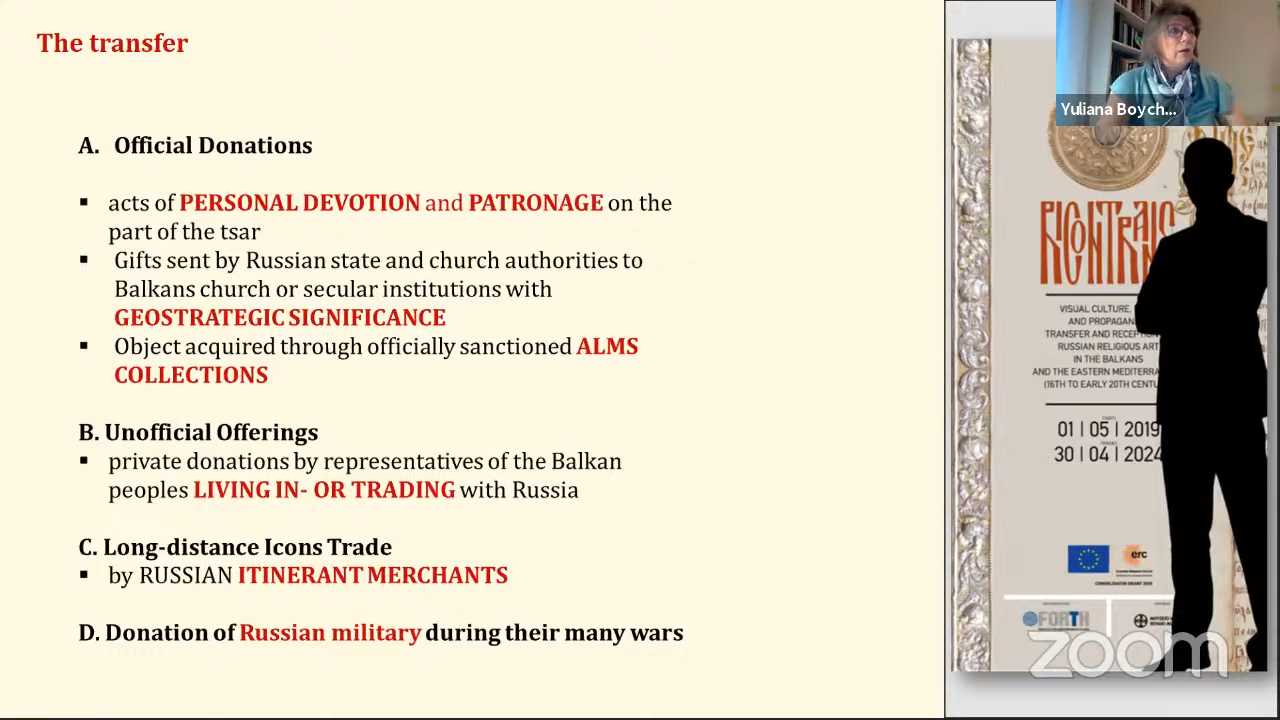 The transfer
A. Official Donations
▪ acts of PERSONAL DEVOTION and PATRONAGE on the
part of the tsar
▪ Gifts sent by Russian state and church authorities to
Balkans church or secular institutions with
GEOSTRATEGIC SIGNIFICANCE
▪ Object acquired through officially sanctioned ALMS
COLLECTIONS
B. Unofficial Offerings
▪ private donations by representatives of the Balkan
peoples LIVING IN- OR TRADING with Russia
C. Long-distance Icons Trade
▪ by RUSSIAN ITINERANT MERCHANTS
D. Donation of Russian military during their many wars
Yuliana Boych...
VISUAL CULTURE,
AND
TRANSFER AND
RUSSIAN RELIGIOUS ART
IN THE BALKANS
AND THE EASTERN
(16TH TO EARLY 20TH
01 | 05 | 2019
30 | 04 | 2024
erc
FORTH
zoom